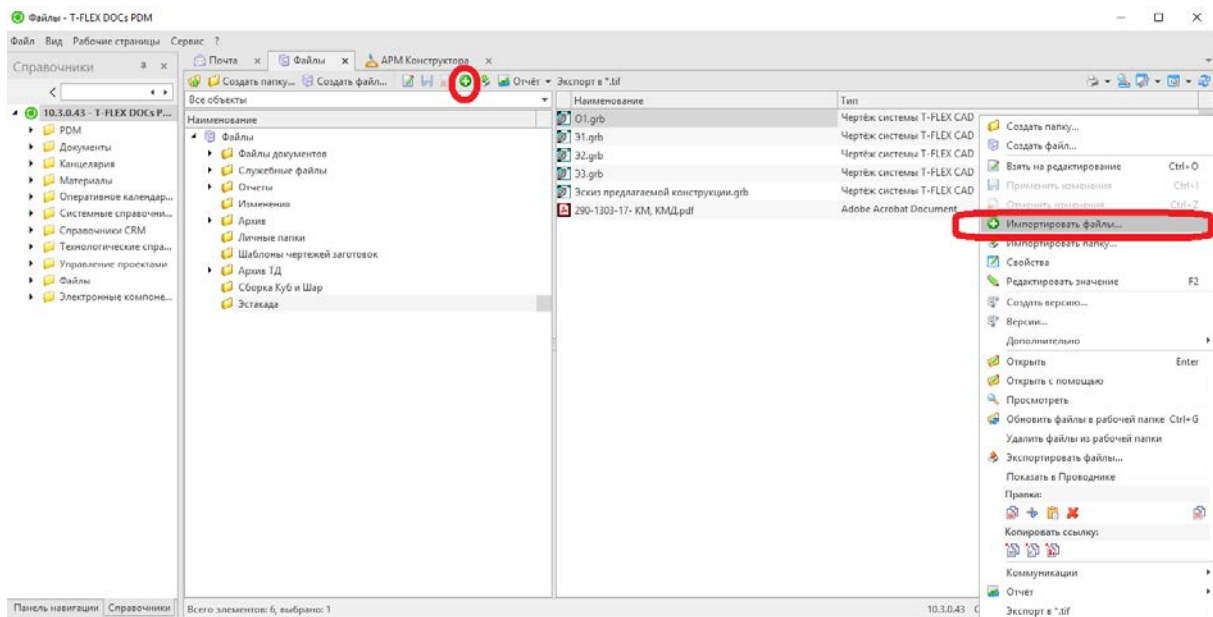 Файлы - T-FLEX DOCs PDM
Файл Вид Рабочие страницы Сервис ?
Справочники
10.3.0.43 - T-FLEX DOCs P...
PDM
Документы
Канцелярия
Материалы
Оперативное календар...
Системные справочни...
Справочники CRM
Технологические спра...
Управление проектами
Файлы
Электронные компоне...
Панель навигации Справочники
Почта x Файлы x АРМ Конструктора x
Создать папку... Создать файл... Отчёт Экспорт в *.tif
Все объекты
Наименование
Файлы
Файлы документов
Служебные файлы
Отчеты
Изменения
Архив
Личные папки
Шаблоны чертежей заготовок
Архив ТД
Сборка Куб и Шар
Эстакада
Наименование Тип
О1.grb Чертёж системы T-FLEX CAD
Э1.grb Чертёж системы T-FLEX CAD
Э2.grb Чертёж системы T-FLEX CAD
Э3.grb Чертёж системы T-FLEX CAD
Эскиз предлагаемой конструкции.grb Чертёж системы T-FLEX CAD
290-1303-17- КМ, КМД.pdf Adobe Acrobat Document
Создать папку...
Создать файл...
Взять на редактирование Ctrl+O
Применить изменения Ctrl+I
Отменить изменения Ctrl+Z
Импортировать файлы...
Импортировать папку...
Свойства
Редактировать значение F2
Создать версию...
Версии...
Дополнительно
Открыть Enter
Открыть с помощью
Просмотреть
Обновить файлы в рабочей папке Ctrl+G
Удалить файлы из рабочей папки
Экспортировать файлы...
Показать в Проводнике
Правка:
Копировать ссылку:
Коммуникации
Отчет
Экспорт в *.tif
Всего элементов: 6, выбрано: 1
10.3.0.43